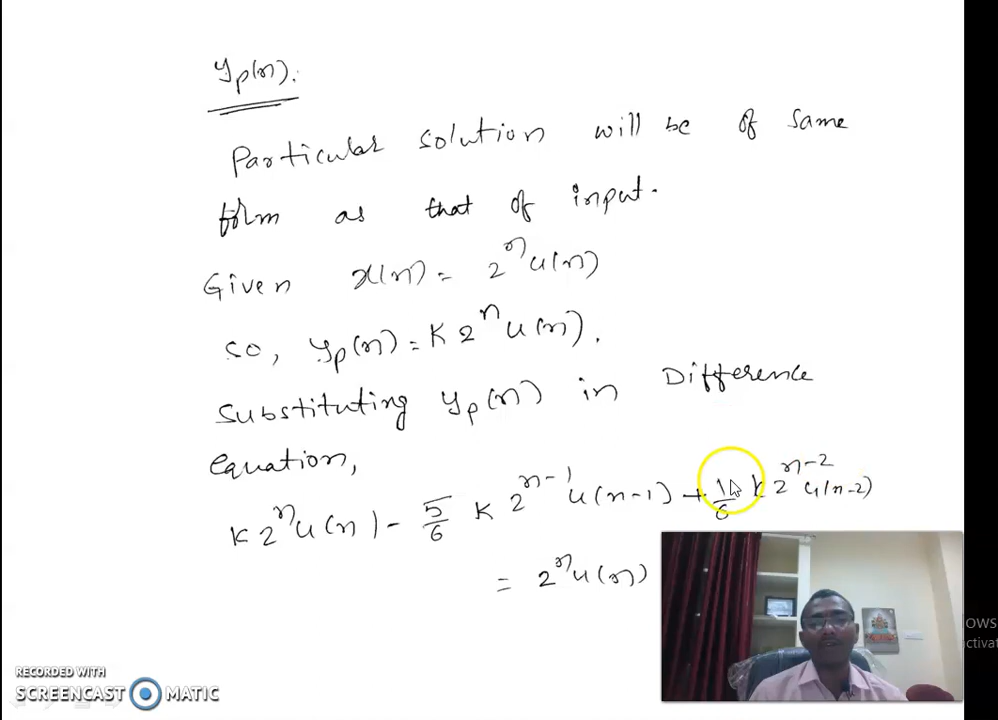 yp(n).
Particular solution will be of same
form as that of input.
Given x(n) = 2^n u(n)
so, yp(n) = K 2^n u(n).
Substituting yp(n) in Difference
equation,
K 2^n u(n) - 5/6 K 2^{n-1} u(n-1) + 1/6 K 2^{n-2} u(n-2)
= 2^n u(n)
RECORDED WITH
SCREENCAST MATIC